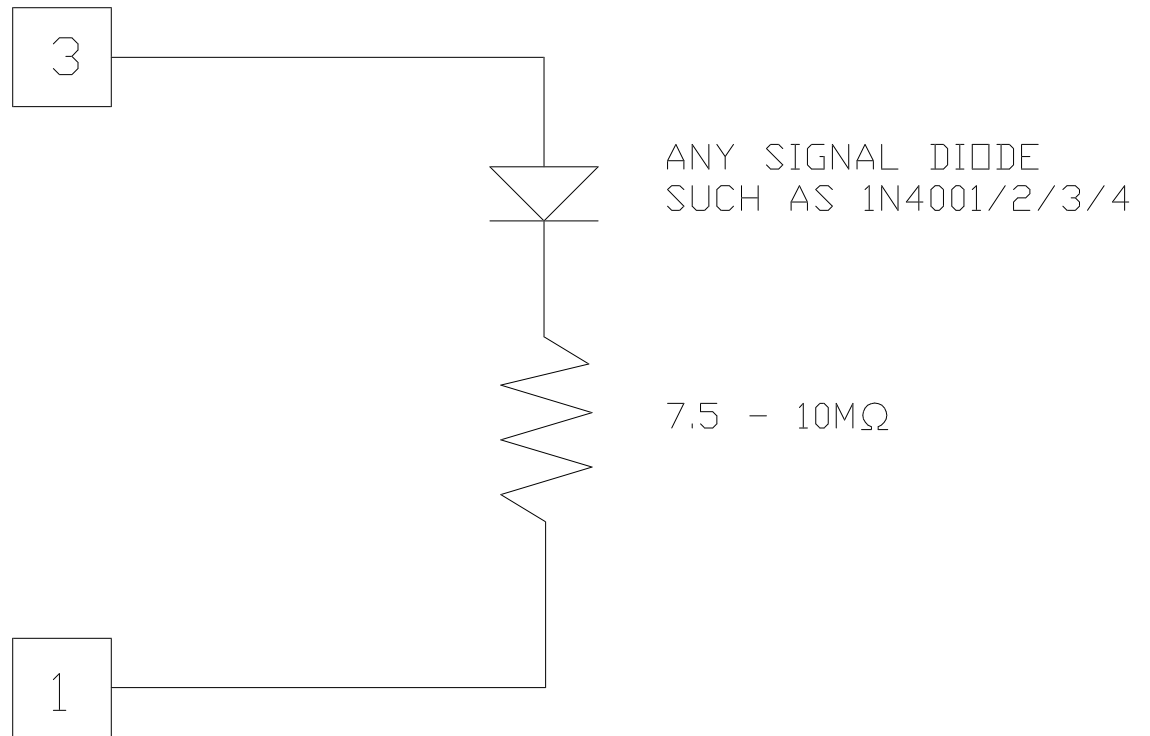 3
ANY SIGNAL DIODE
SUCH AS 1N4001/2/3/4
7.5 - 10MΩ
1